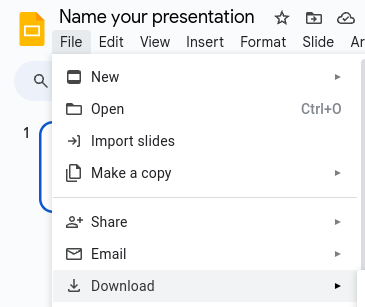 Name your presentation
File Edit View Insert Format Slide Ar
New
Open Ctrl+O
Import slides
Make a copy
1
Share
Email
Download